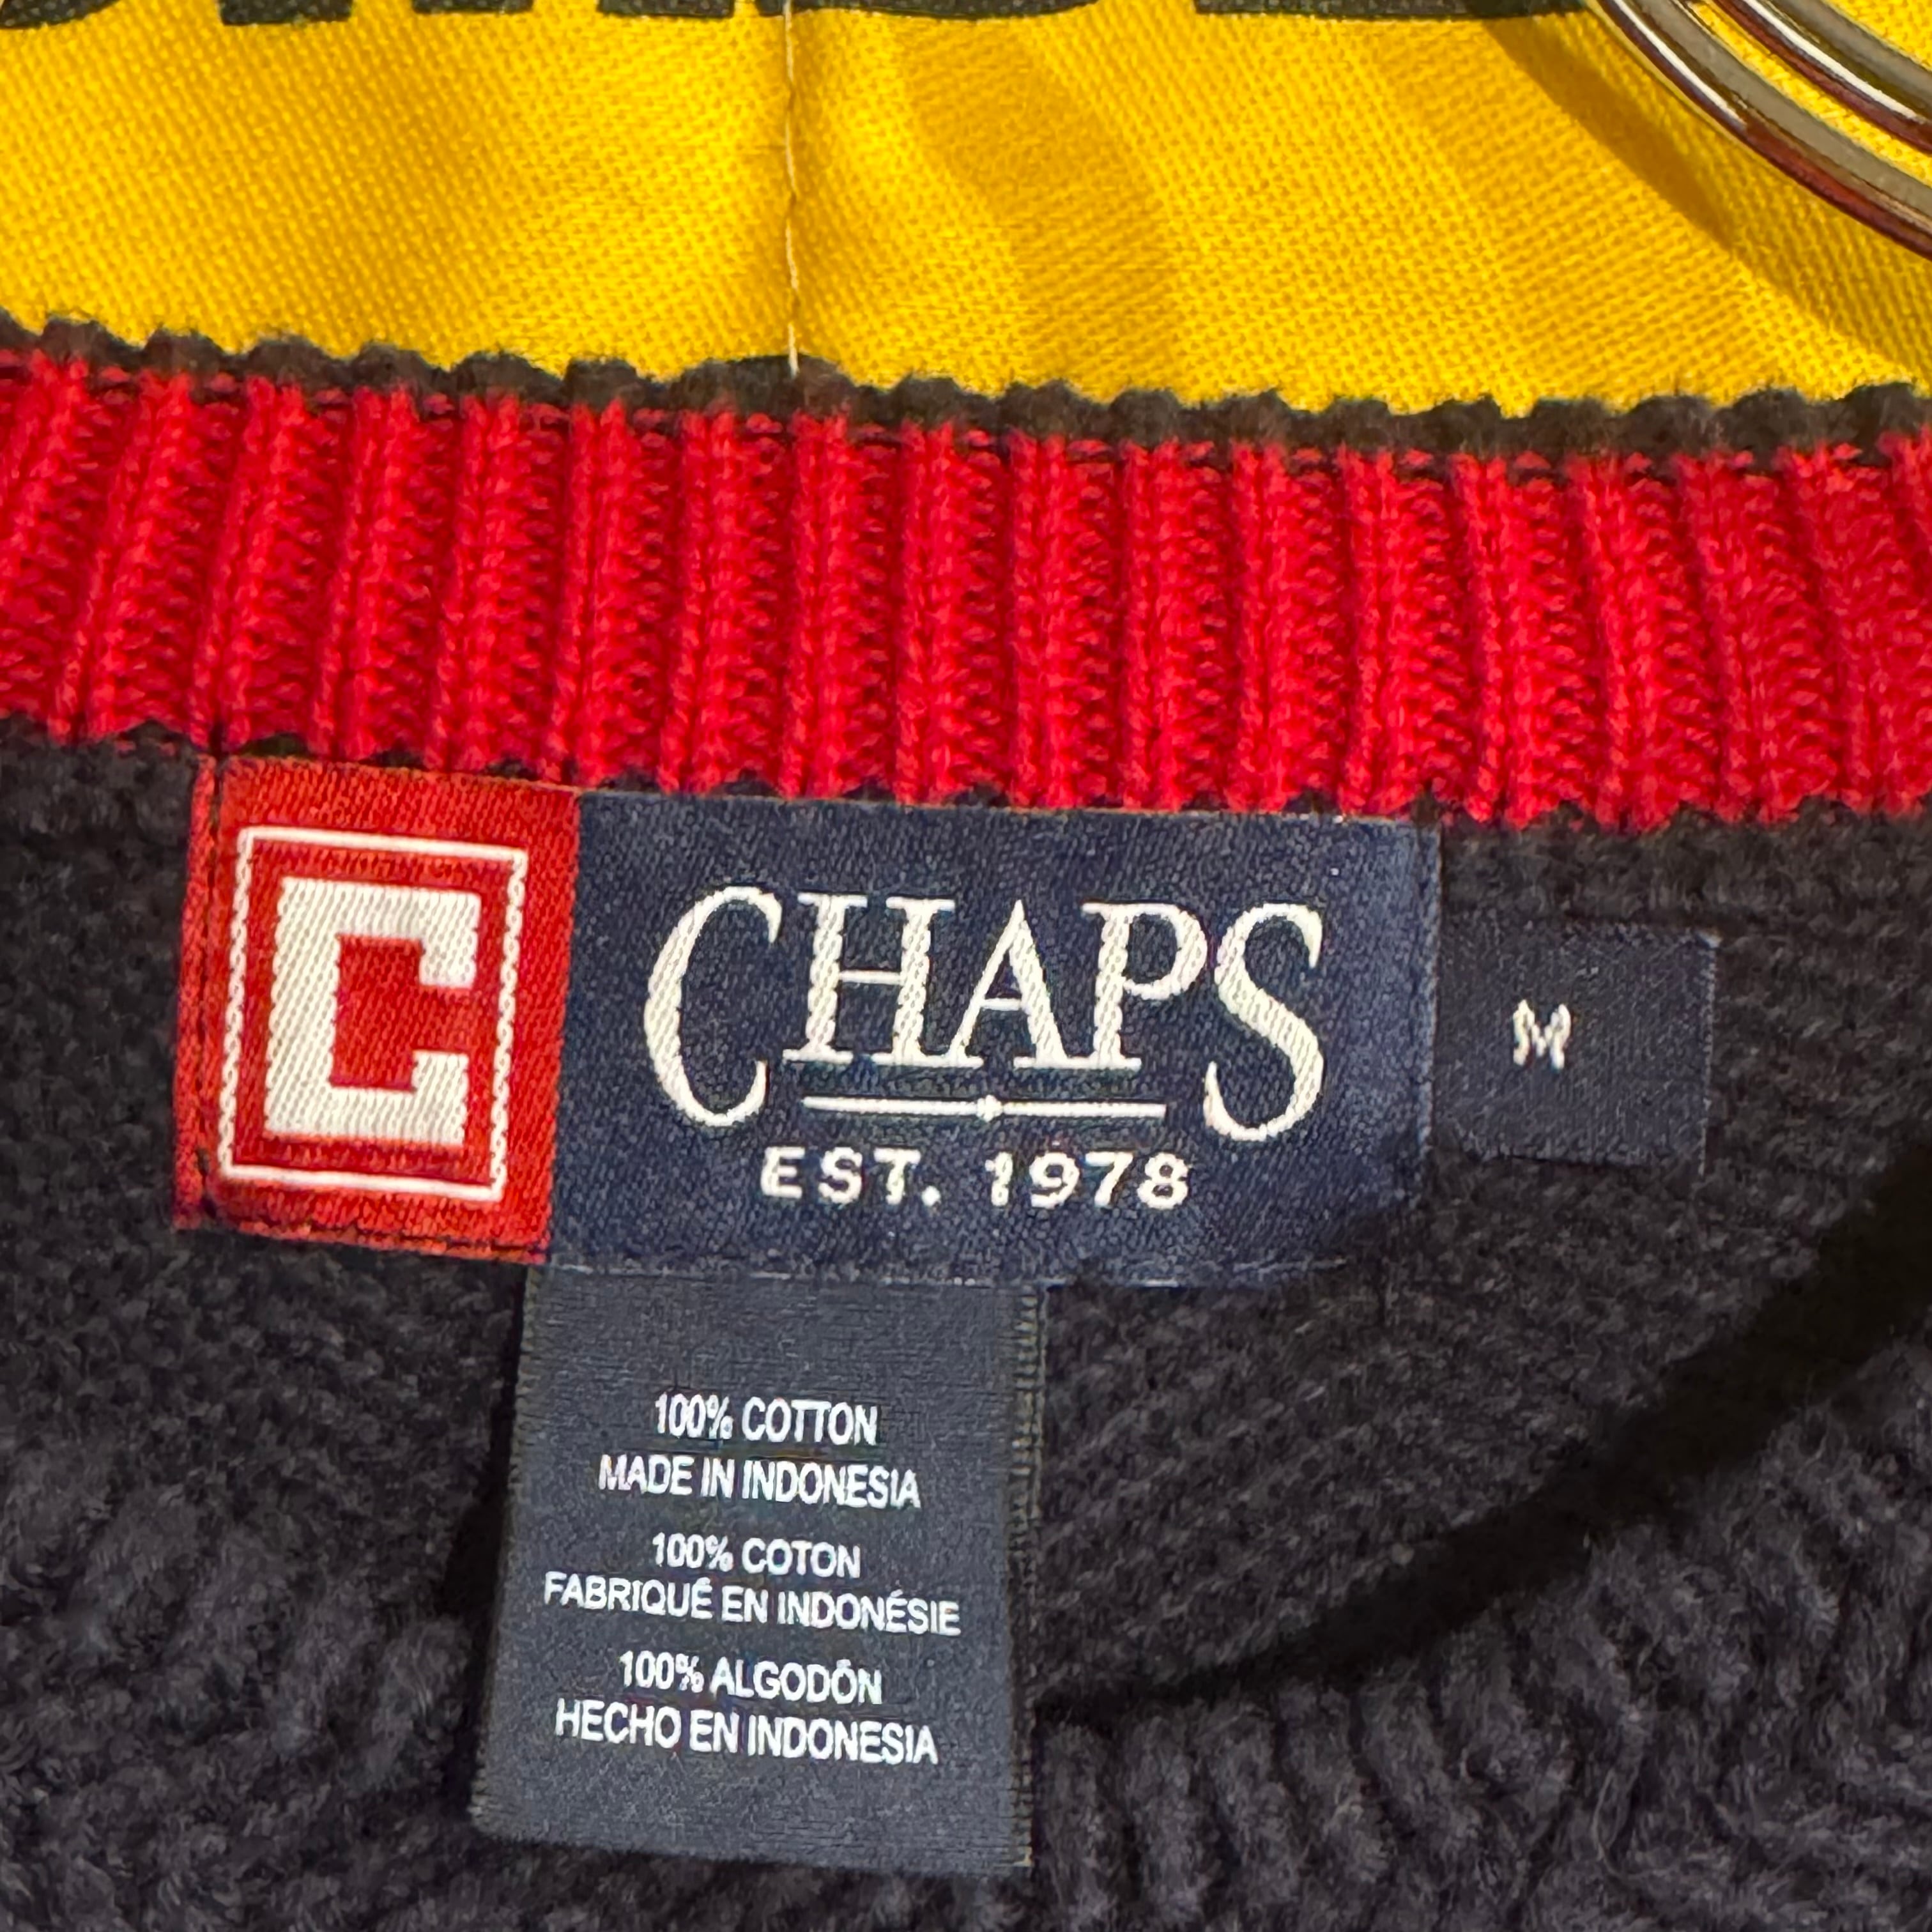 C
CHAPS
EST. 1978
M
100% COTTON
MADE IN INDONESIA
100% COTON
FABRIQUÉ EN INDONÉSIE
100% ALGODÓN
HECHO EN INDONESIA